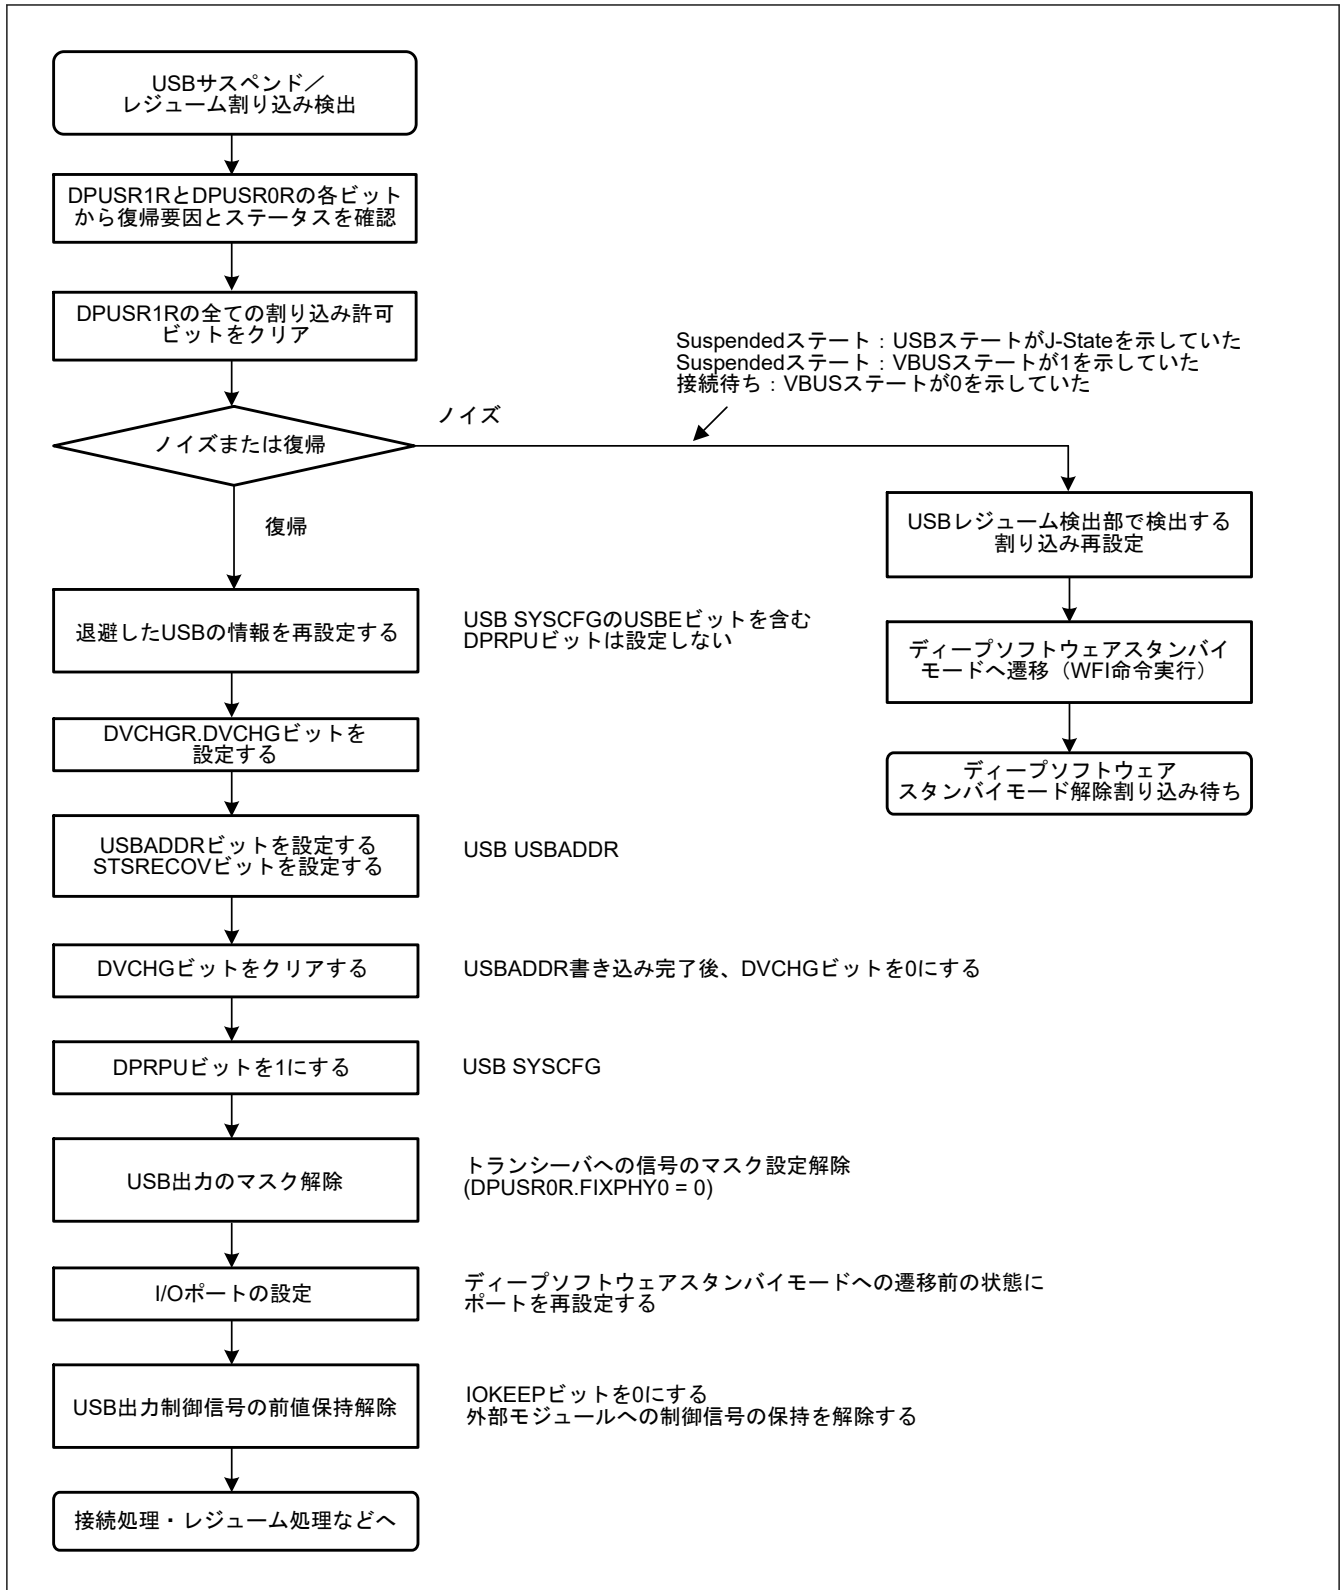 USBサスペンド／
レジューム割り込み検出
DPUSR1RとDPUSR0Rの各ビット
から復帰要因とステータスを確認
DPUSR1Rの全ての割り込み許可
ビットをクリア
Suspendedステート：USBステートがJ-Stateを示していた
Suspendedステート：VBUSステートが1を示していた
接続待ち：VBUSステートが0を示していた
ノイズ
ノイズまたは復帰
復帰
USBレジューム検出部で検出する
割り込み再設定
ディープソフトウェアスタンバイ
モードへ遷移（WFI命令実行）
ディープソフトウェア
スタンバイモード解除割り込み待ち
退避したUSBの情報を再設定する
USB SYSCFGのUSBEビットを含む
DPRPUビットは設定しない
DVCHGR.DVCHGビットを
設定する
USBADDRビットを設定する
STSRECOVビットを設定する
USB USBADDR
DVCHGビットをクリアする
USBADDR書き込み完了後、DVCHGビットを0にする
DPRPUビットを1にする
USB SYSCFG
USB出力のマスク解除
トランシーバへの信号のマスク設定解除
(DPUSR0R.FIXPHY0 = 0)
I/Oポートの設定
ディープソフトウェアスタンバイモードへの遷移前の状態に
ポートを再設定する
USB出力制御信号の前値保持解除
IOKEEPビットを0にする
外部モジュールへの制御信号の保持を解除する
接続処理・レジューム処理などへ